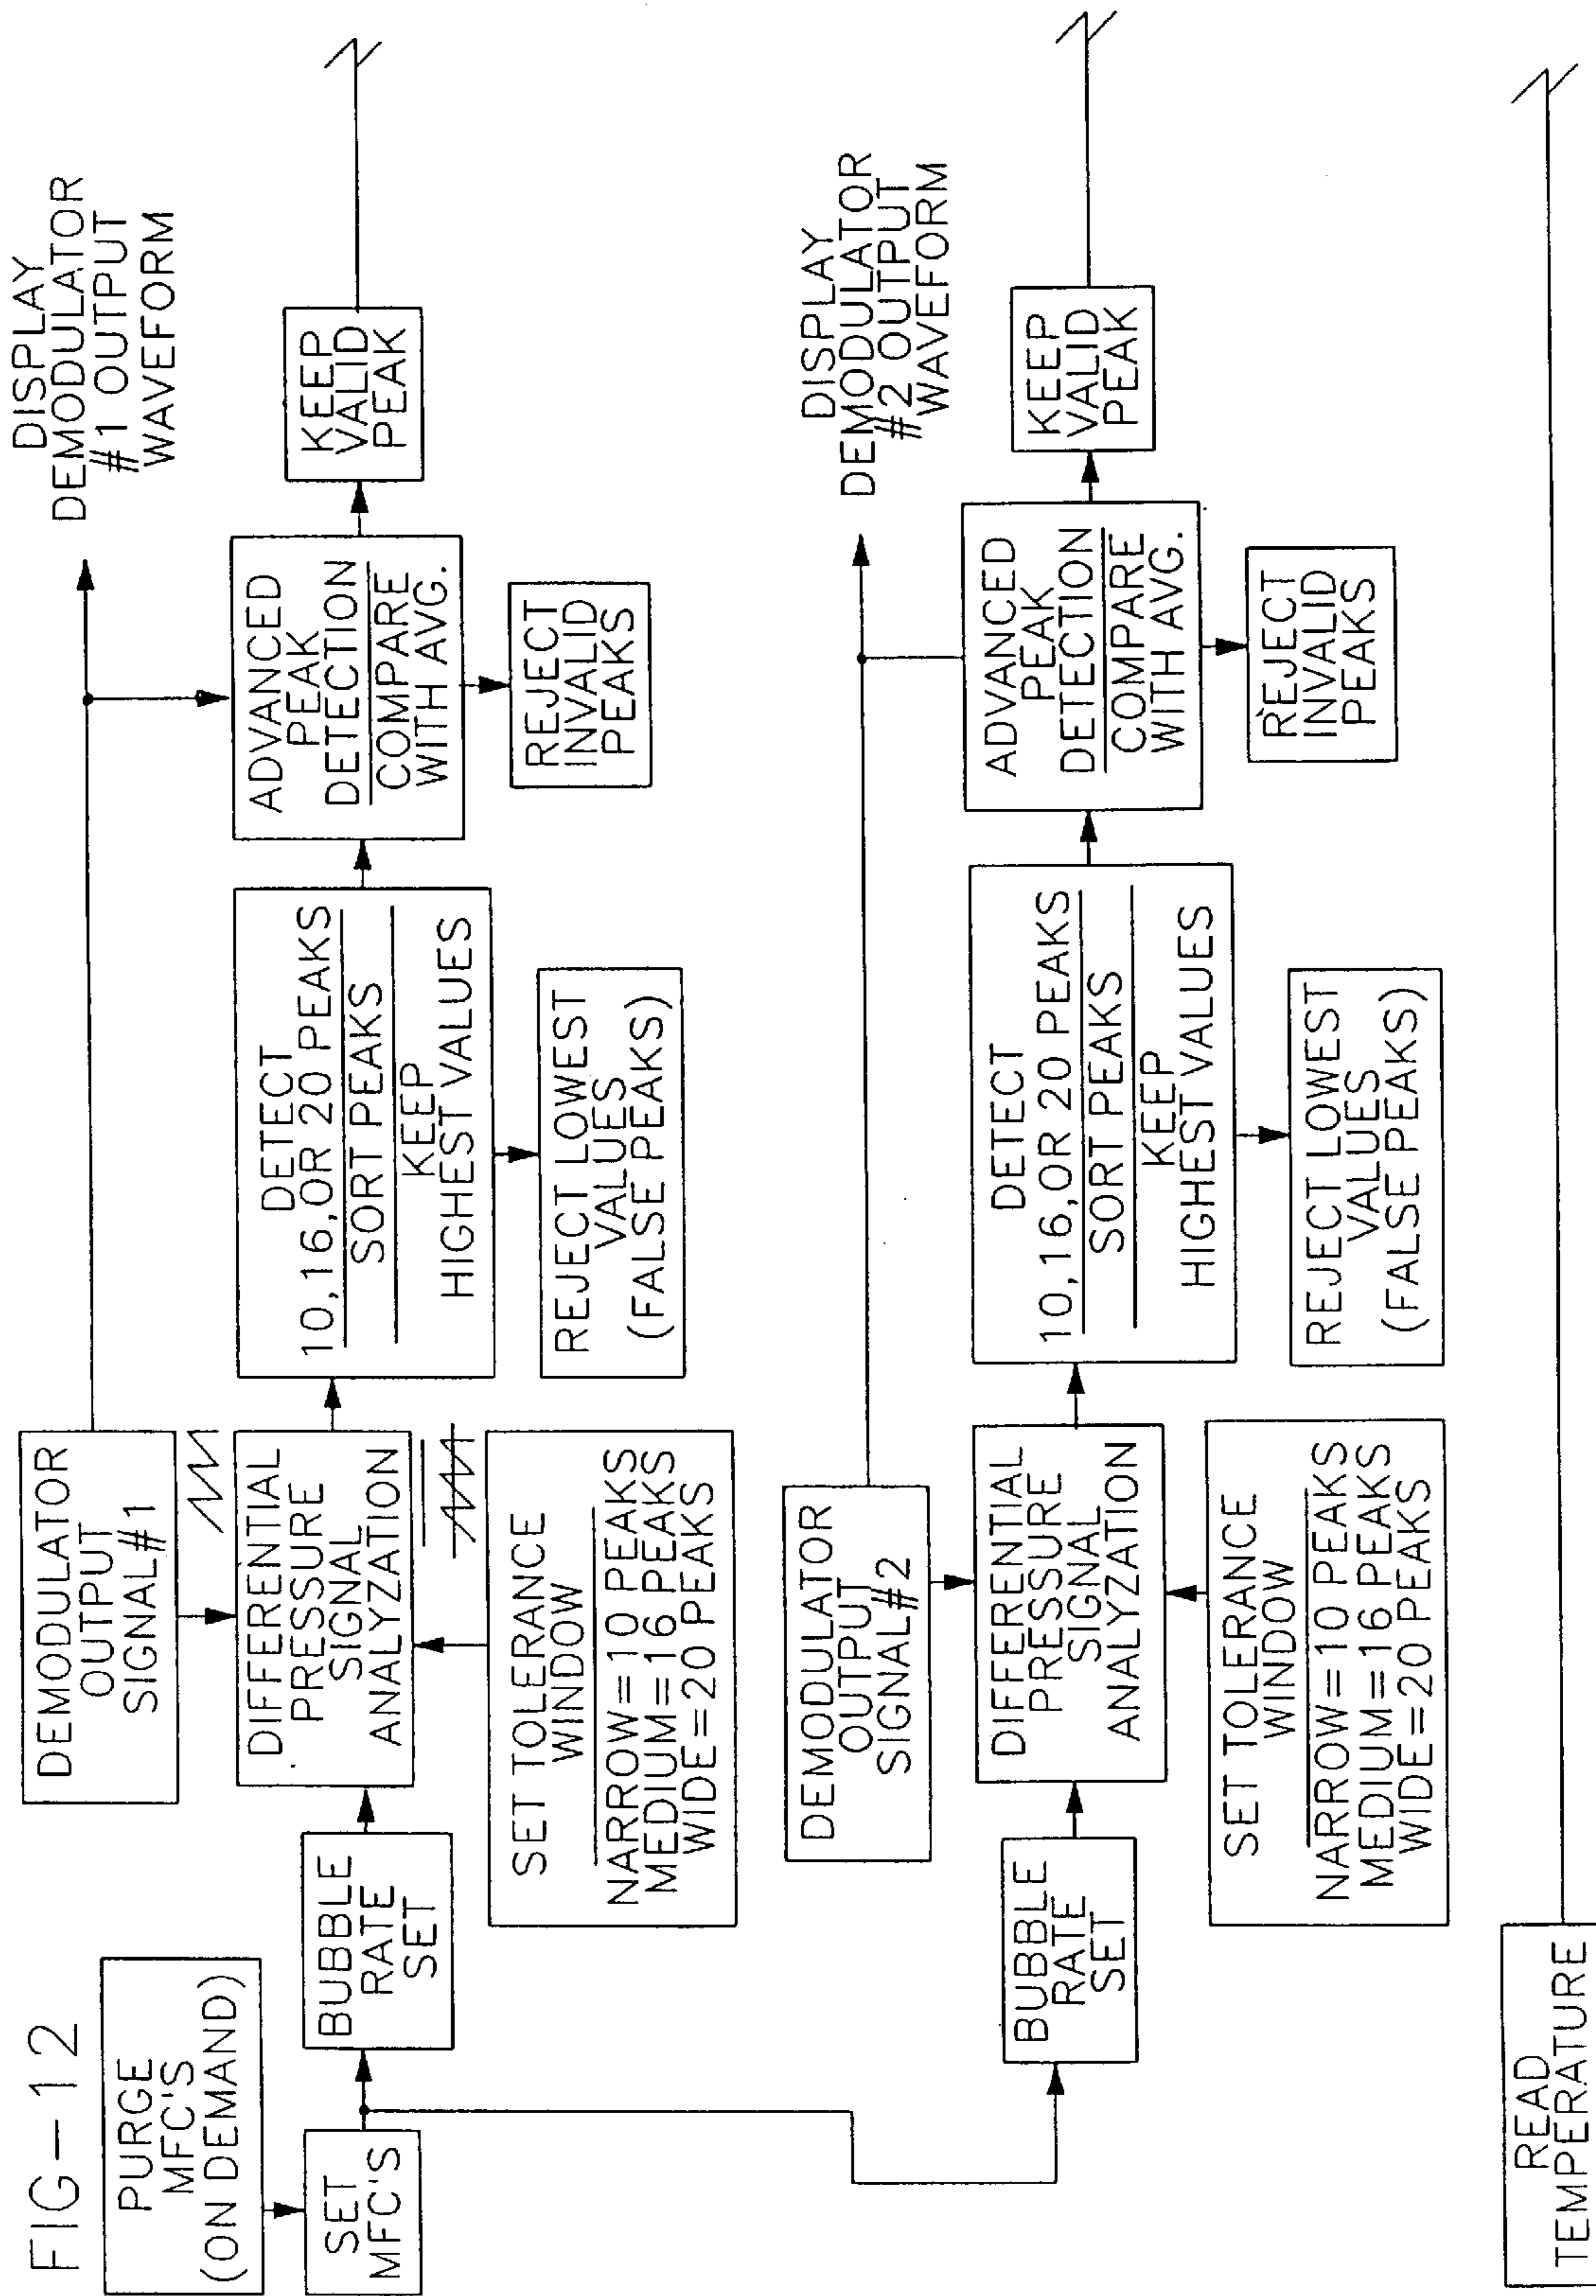 FIG-12
PURGE
MFC'S
(ON DEMAND)
SET
MFC'S
BUBBLE
RATE
SET
DEMODULATOR
OUTPUT
SIGNAL#1
DIFFERENTIAL
PRESSURE
SIGNAL
ANALYZATION
SET TOLERANCE
WINDOW
NARROW=10 PEAKS
MEDIUM=16 PEAKS
WIDE=20 PEAKS
DETECT
10,16,OR 20 PEAKS
SORT PEAKS
KEEP
HIGHEST VALUES
REJECT LOWEST
VALUES
(FALSE PEAKS)
ADVANCED
PEAK
DETECTION
COMPARE
WITH AVG.
REJECT
INVALID
PEAKS
KEEP
VALID
PEAK
DISPLAY
DEMODULATOR
#1 OUTPUT
WAVEFORM
BUBBLE
RATE
SET
DEMODULATOR
OUTPUT
SIGNAL#2
DIFFERENTIAL
PRESSURE
SIGNAL
ANALYZATION
SET TOLERANCE
WINDOW
NARROW=10 PEAKS
MEDIUM=16 PEAKS
WIDE=20 PEAKS
DETECT
10,16,OR 20 PEAKS
SORT PEAKS
KEEP
HIGHEST VALUES
REJECT LOWEST
VALUES
(FALSE PEAKS)
ADVANCED
PEAK
DETECTION
COMPARE
WITH AVG.
REJECT
INVALID
PEAKS
KEEP
VALID
PEAK
DISPLAY
DEMODULATOR
#2 OUTPUT
WAVEFORM
READ
TEMPERATURE